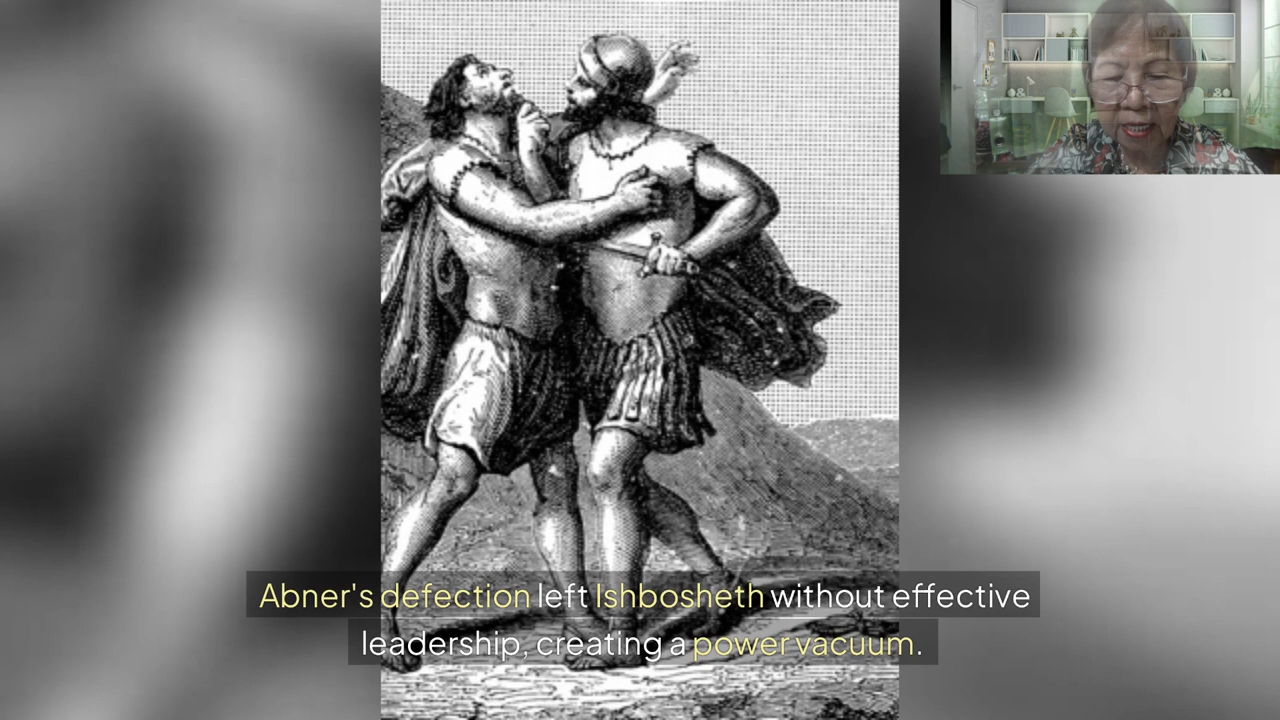 Abner's defection left Ishbosheth without effective
leadership, creating a power vacuum.